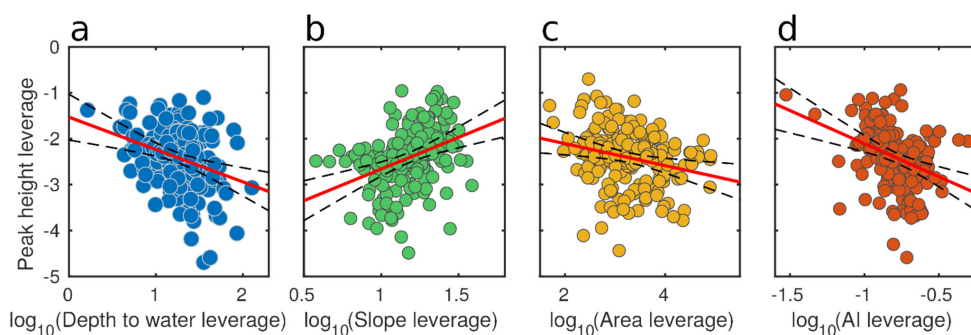 a
b
c
d
Peak height leverage
0
-1
-2
-3
-4
-5
0 1 2
0.5 1 1.5
2 4
-1.5 -1 -0.5
log₁₀(Depth to water leverage)
log₁₀(Slope leverage)
log₁₀(Area leverage)
log₁₀(AI leverage)